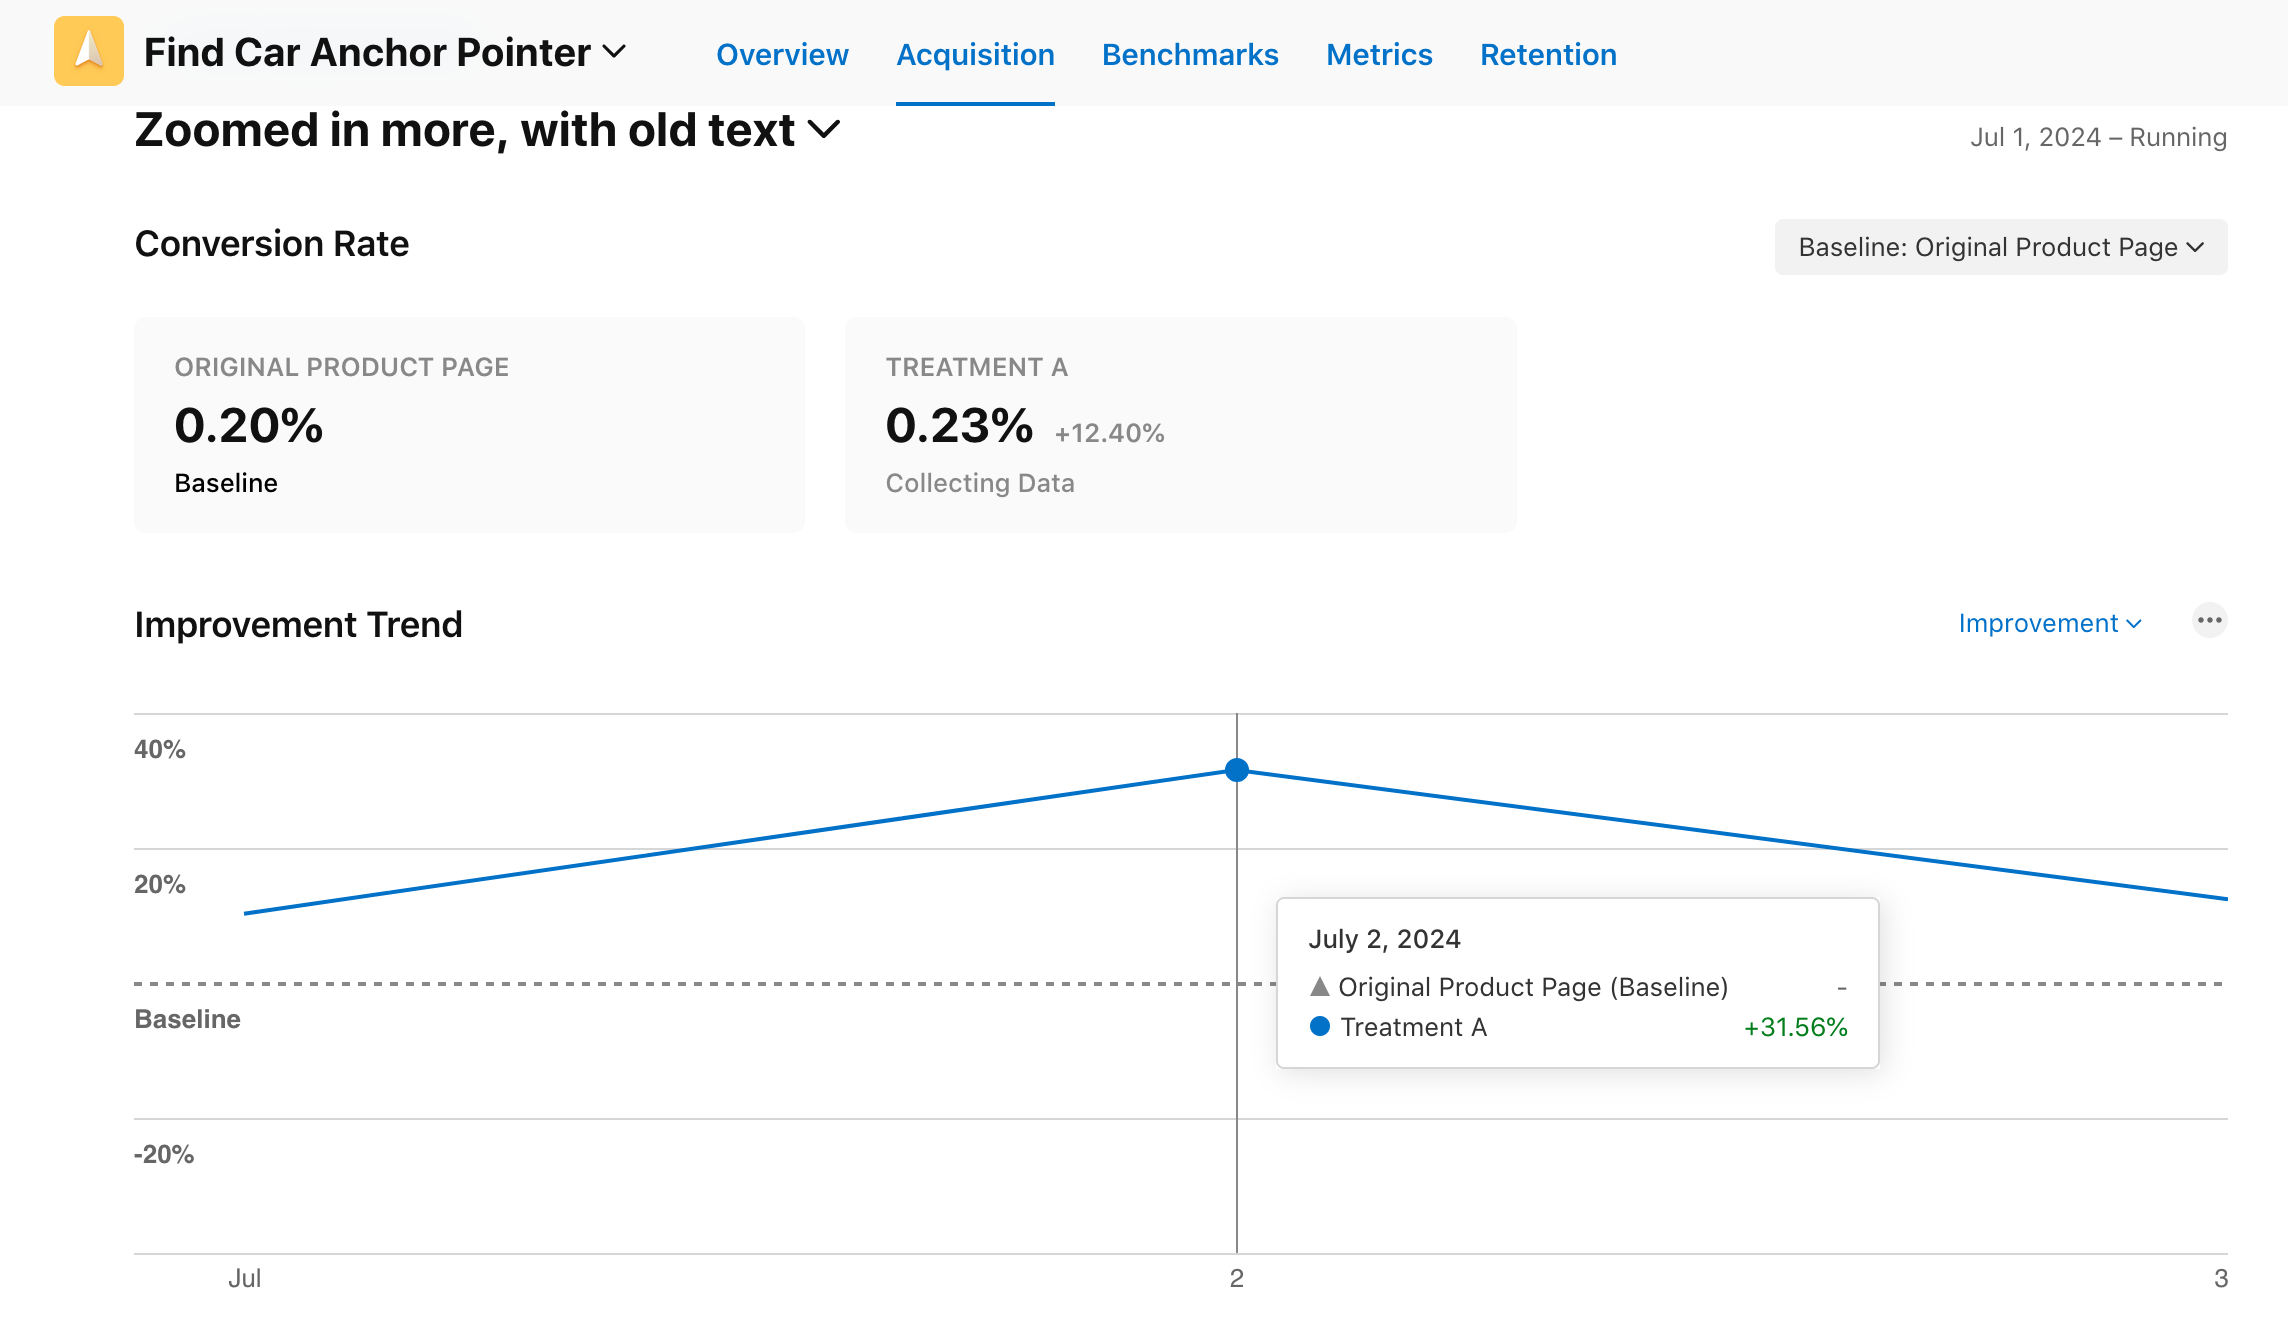 Find Car Anchor Pointer
Overview Acquisition Benchmarks Metrics Retention
Zoomed in more, with old text
Jul 1, 2024 – Running
Conversion Rate
Baseline: Original Product Page
ORIGINAL PRODUCT PAGE
0.20%
Baseline
TREATMENT A
0.23% +12.40%
Collecting Data
Improvement Trend
Improvement
40%
20%
Baseline
-20%
July 2, 2024
Original Product Page (Baseline) -
Treatment A +31.56%
Jul 2 3